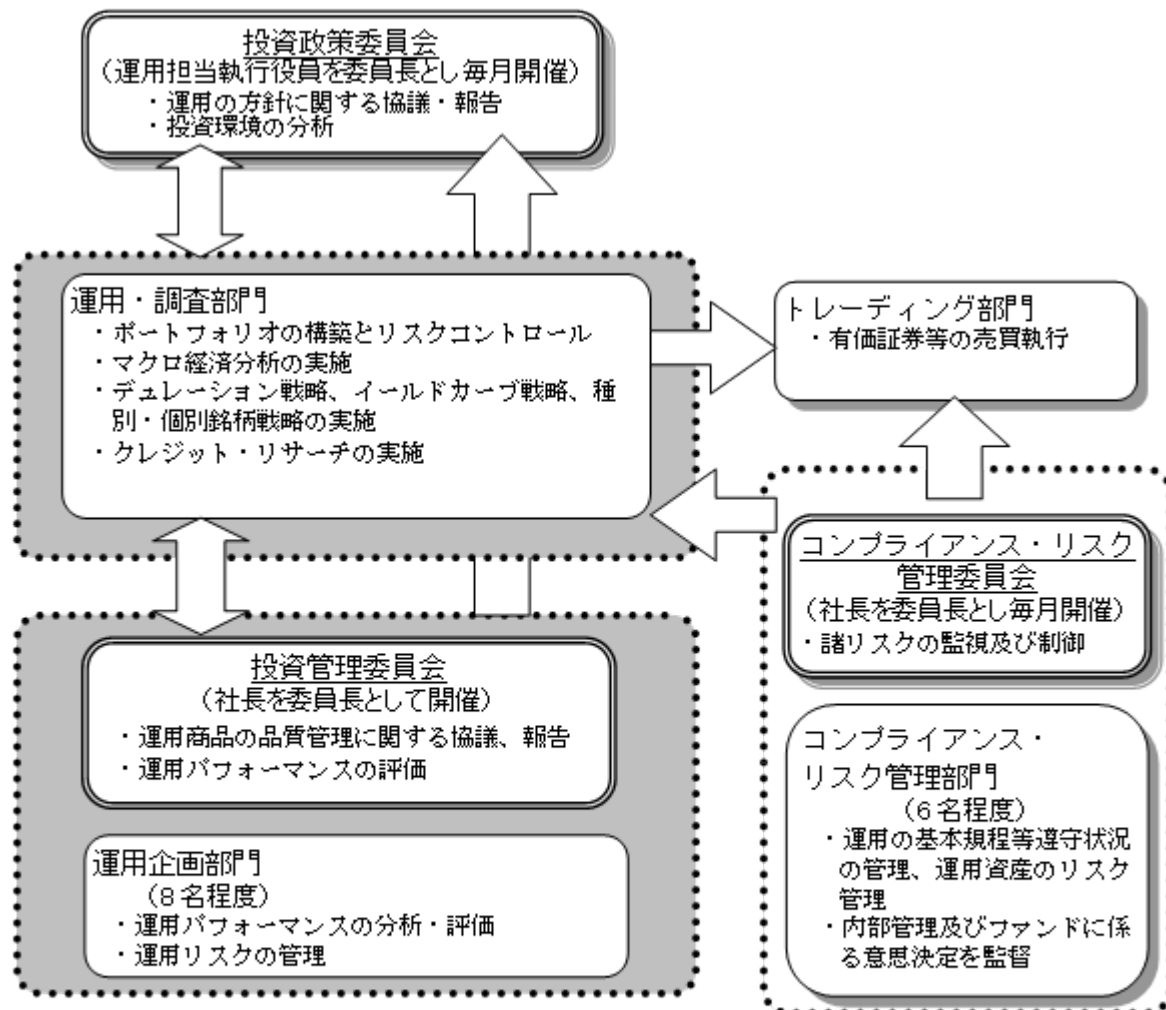 投資政策委員会
(運用担当執行役員を委員長とし毎月開催)
・運用の方針に関する協議・報告
・投資環境の分析
運用・調査部門
・ポートフォリオの構築とリスクコントロール
・マクロ経済分析の実施
・デュレーション戦略、イールドカーブ戦略、種
別・個別銘柄戦略の実施
・クレジット・リサーチの実施
トレーディング部門
・有価証券等の売買執行
コンプライアンス・リスク
管理委員会
(社長を委員長とし毎月開催)
・諸リスクの監視及び制御
投資管理委員会
(社長を委員長として開催)
・運用商品の品質管理に関する協議、報告
・運用パフォーマンスの評価
運用企画部門
(8名程度)
・運用パフォーマンスの分析・評価
・運用リスクの管理
コンプライアンス・
リスク管理部門
(6名程度)
・運用の基本規程等遵守状況
の管理、運用資産のリスク
管理
・内部管理及びファンドに係
る意思決定を監督